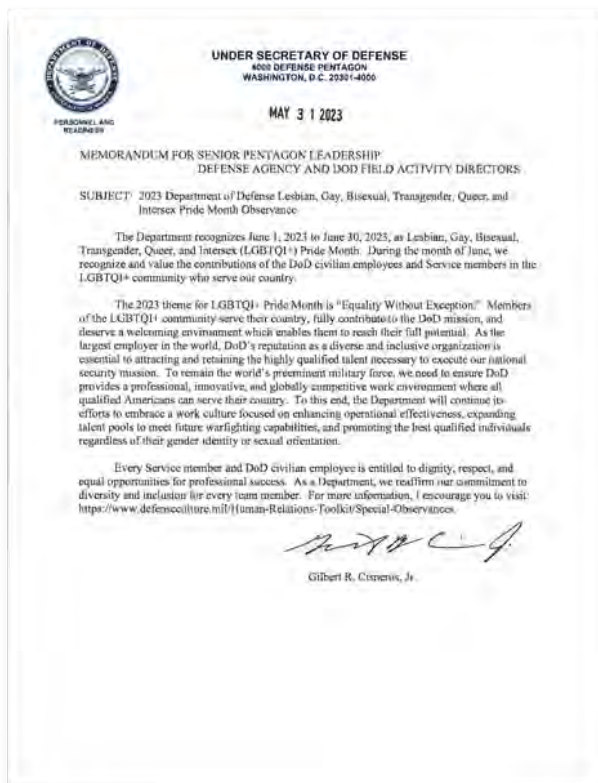 DEPARTMENT OF DEFENSE
PERSONNEL AND
READINESS
UNDER SECRETARY OF DEFENSE
4000 DEFENSE PENTAGON
WASHINGTON, D.C. 20301-4000
MAY 31 2023
MEMORANDUM FOR SENIOR PENTAGON LEADERSHIP
DEFENSE AGENCY AND DOD FIELD ACTIVITY DIRECTORS
SUBJECT: 2023 Department of Defense Lesbian, Gay, Bisexual, Transgender, Queer, and
Intersex Pride Month Observance
The Department recognizes June 1, 2023 to June 30, 2023, as Lesbian, Gay, Bisexual,
Transgender, Queer, and Intersex (LGBTQI+) Pride Month. During the month of June, we
recognize and value the contributions of the DoD civilian employees and Service members in the
LGBTQI+ community who serve our country.
The 2023 theme for LGBTQI+ Pride Month is "Equality Without Exception." Members
of the LGBTQI+ community serve their country, fully contribute to the DoD mission, and
deserve a welcoming environment which enables them to reach their full potential. As the
largest employer in the world, DoD's reputation as a diverse and inclusive organization is
essential to attracting and retaining the highly qualified talent necessary to execute our national
security mission. To remain the world's preeminent military force, we need to ensure DoD
provides a professional, innovative, and globally competitive work environment where all
qualified Americans can serve their country. To this end, the Department will continue its
efforts to embrace a work culture focused on enhancing operational effectiveness, expanding
talent pools to meet future warfighting capabilities, and promoting the best qualified individuals
regardless of their gender identity or sexual orientation.
Every Service member and DoD civilian employee is entitled to dignity, respect, and
equal opportunities for professional success. As a Department, we reaffirm our commitment to
diversity and inclusion for every team member. For more information, I encourage you to visit:
https://www.defenseculture.mil/Human-Relations-Toolkit/Special-Observances.
Gilbert R. Cisneros, Jr.